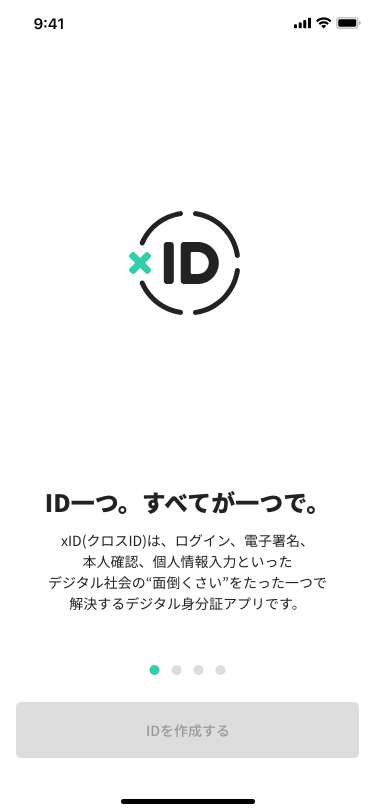 9:41
xID
ID一つ。すべてが一つで。
xID(クロスID)は、ログイン、電子署名、
本人確認、個人情報入力といった
デジタル社会の“面倒くさい”をたった一つで
解決するデジタル身分証アプリです。
IDを作成する